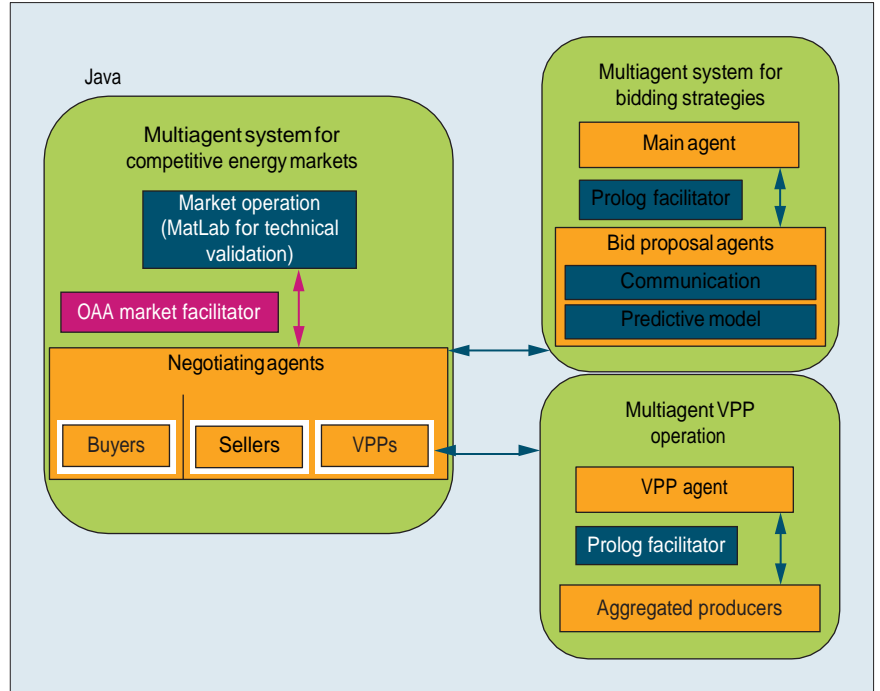 Java
Multiagent system for
competitive energy markets
Market operation
(MatLab for technical
validation)
OAA market facilitator
Negotiating agents
Buyers
Sellers
VPPs
Multiagent system for
bidding strategies
Main agent
Prolog facilitator
Bid proposal agents
Communication
Predictive model
Multiagent VPP
operation
VPP agent
Prolog facilitator
Aggregated producers